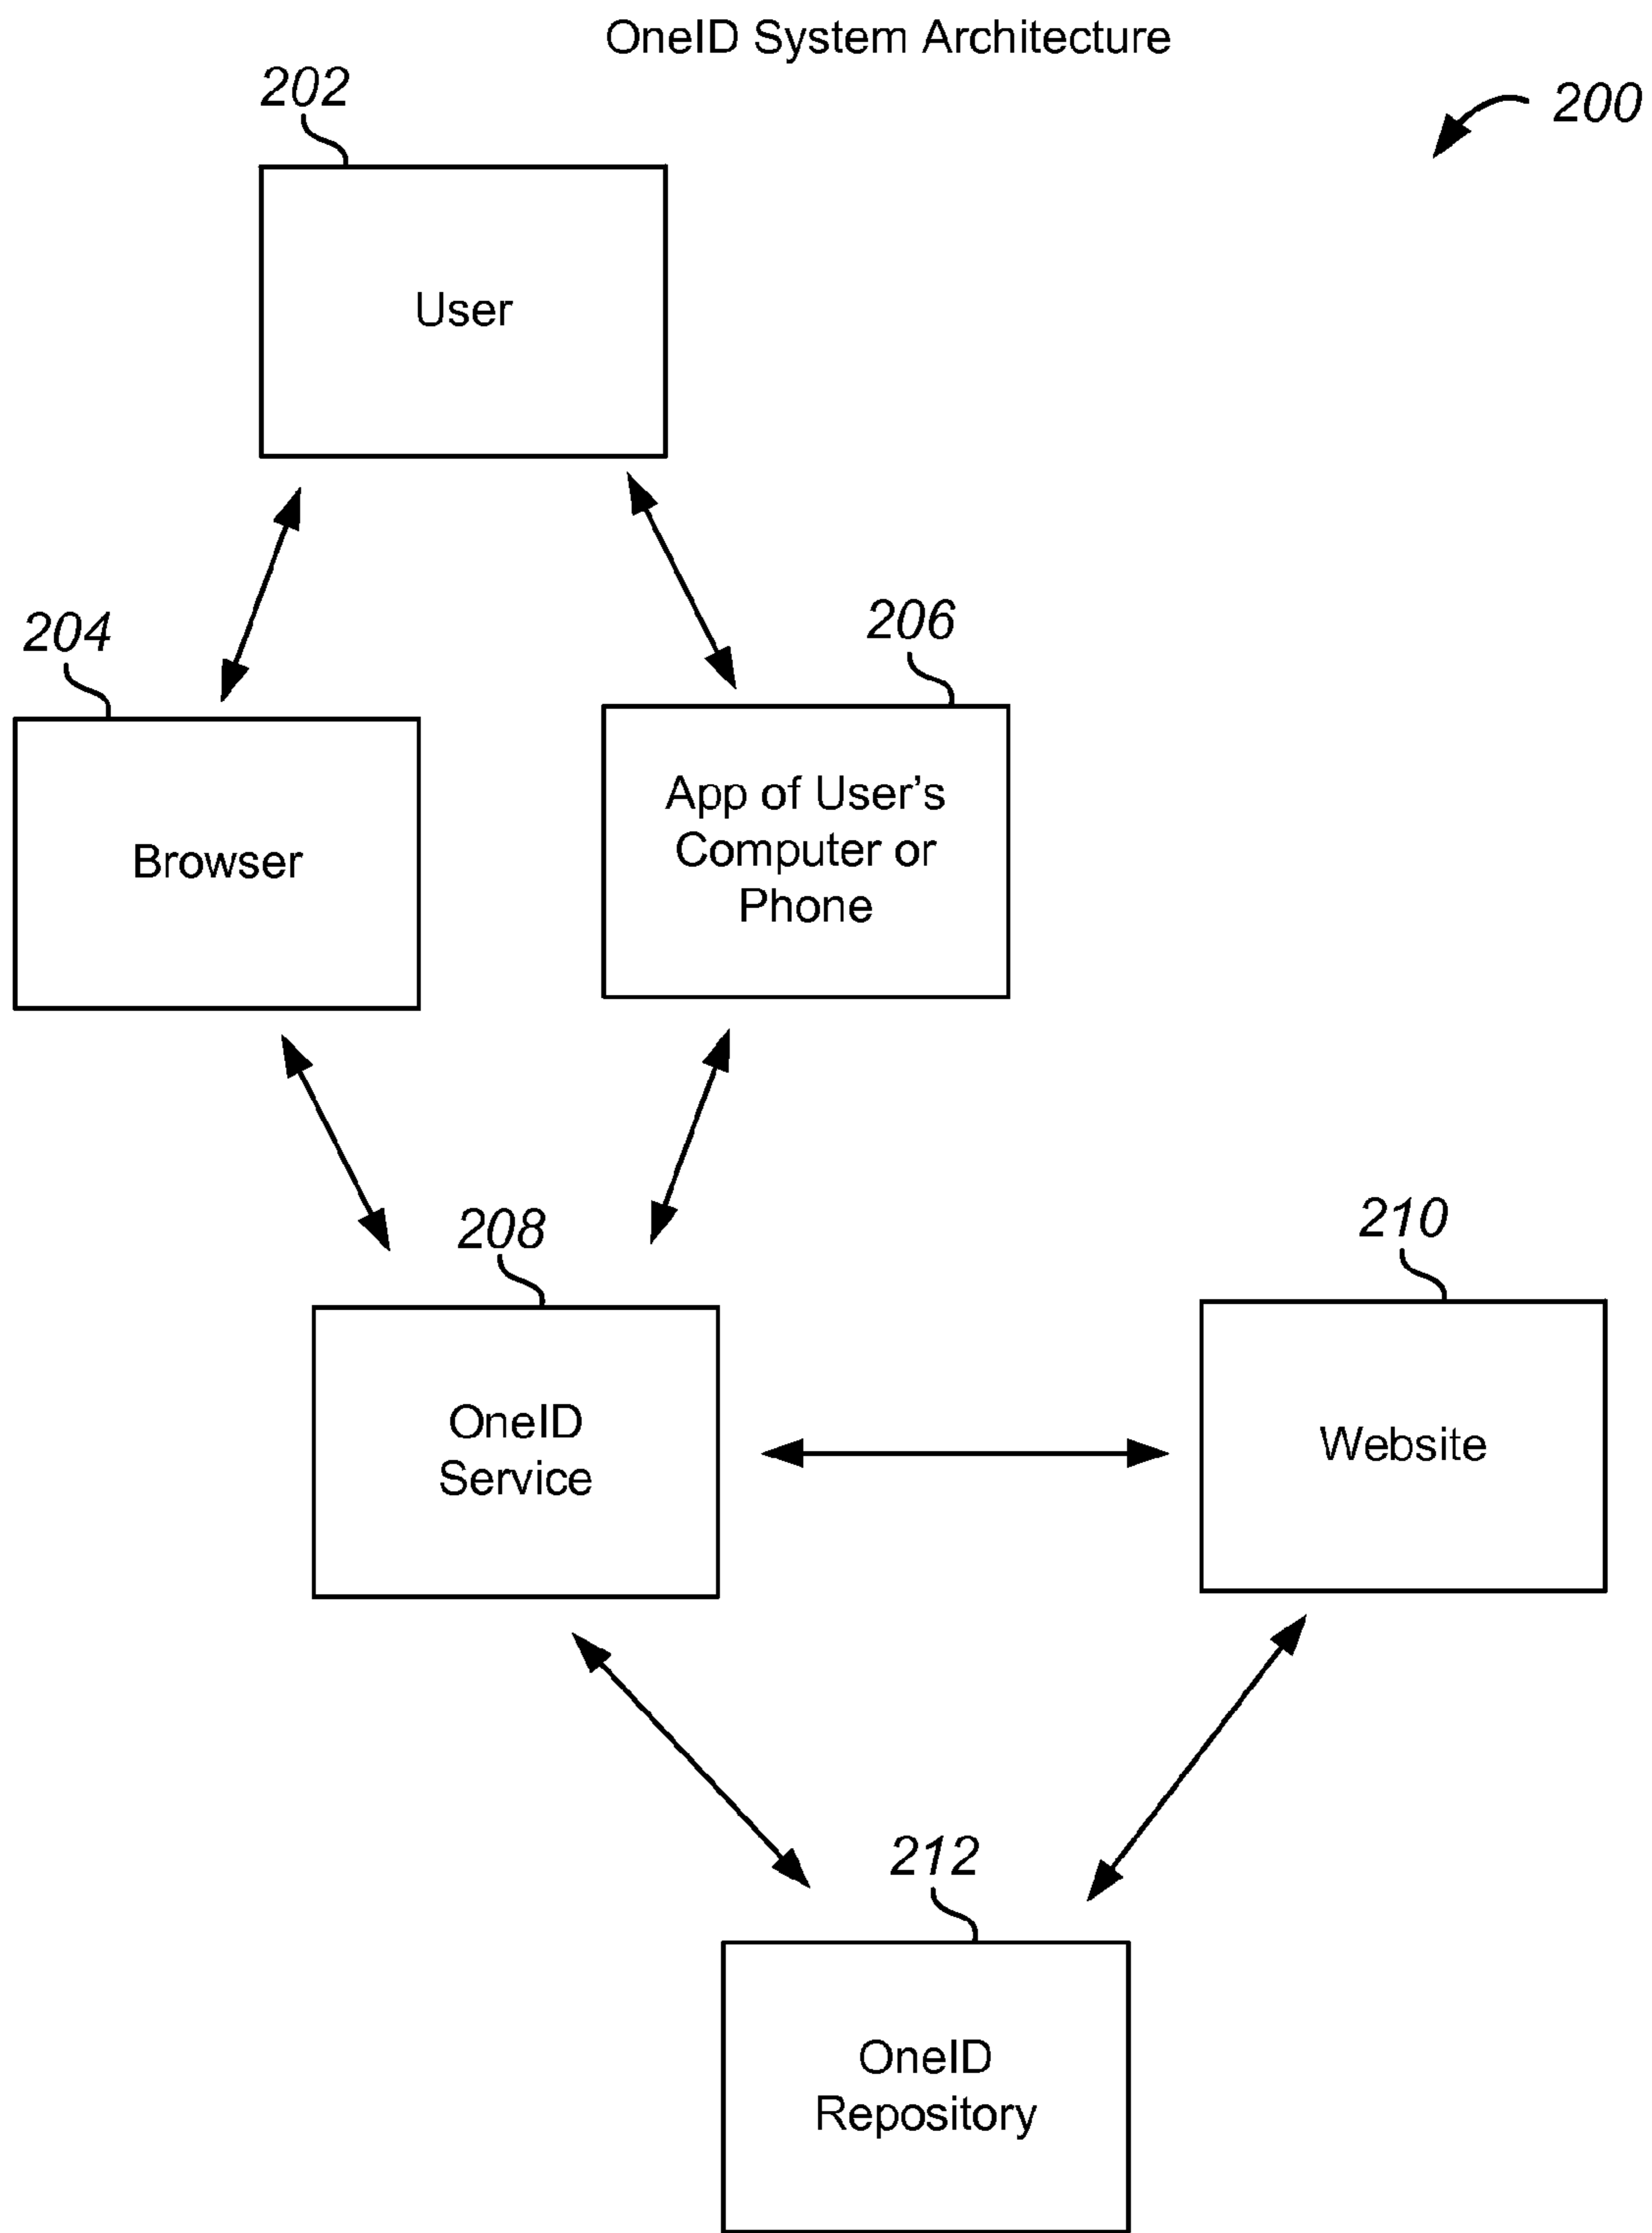 OneID System Architecture
202
200
User
204
206
Browser
App of User's
Computer or
Phone
208
210
OneID
Service
Website
212
OneID
Repository